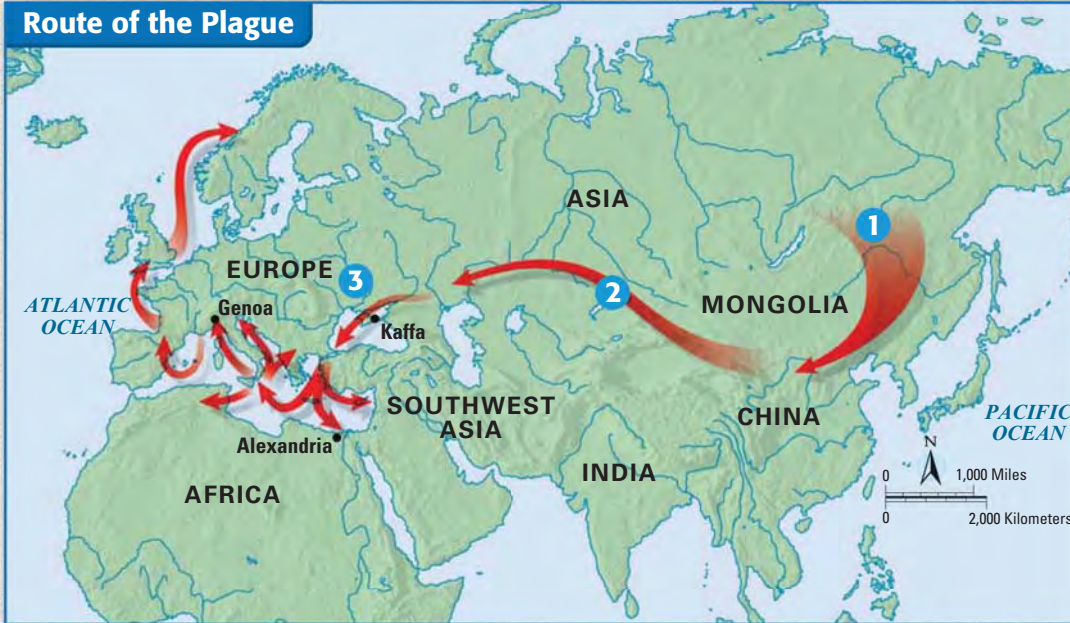 Route of the Plague
1
ASIA
EUROPE
3
2
MONGOLIA
ATLANTIC
OCEAN
Genoa
Kaffa
SOUTHWEST
ASIA
CHINA
PACIFIC
OCEAN
Alexandria
INDIA
N
AFRICA
0 1,000 Miles
0 2,000 Kilometers